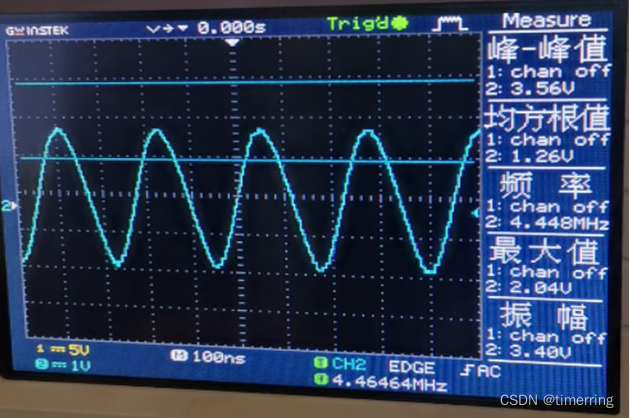 GWINSTEK
0.000s
Trig'd
Measure
峰-峰值
1: chan off
2: 3.56V
均方根值
1: chan off
2: 1.26V
频 率
1: chan off
2: 4.448MHz
最大值
1: chan off
2: 2.04V
振 幅
1: chan off
2: 3.40V
2
1 5V
2 1V
M 100ns
T CH2 EDGE AC
T 4.46464MHz
CSDN @timerring